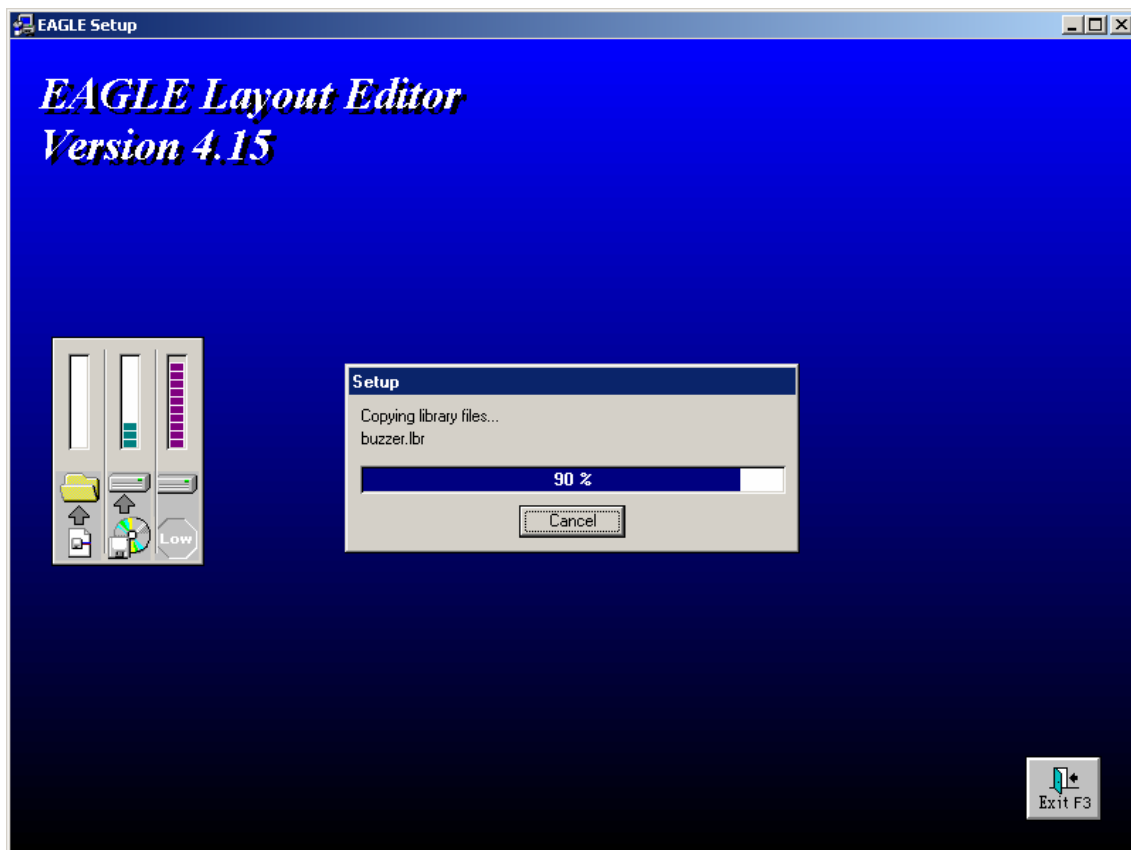 EAGLE Setup
EAGLE Layout Editor
Version 4.15
Setup
Copying library files...
buzzer.lbr
90 %
Cancel
Low
Exit F3